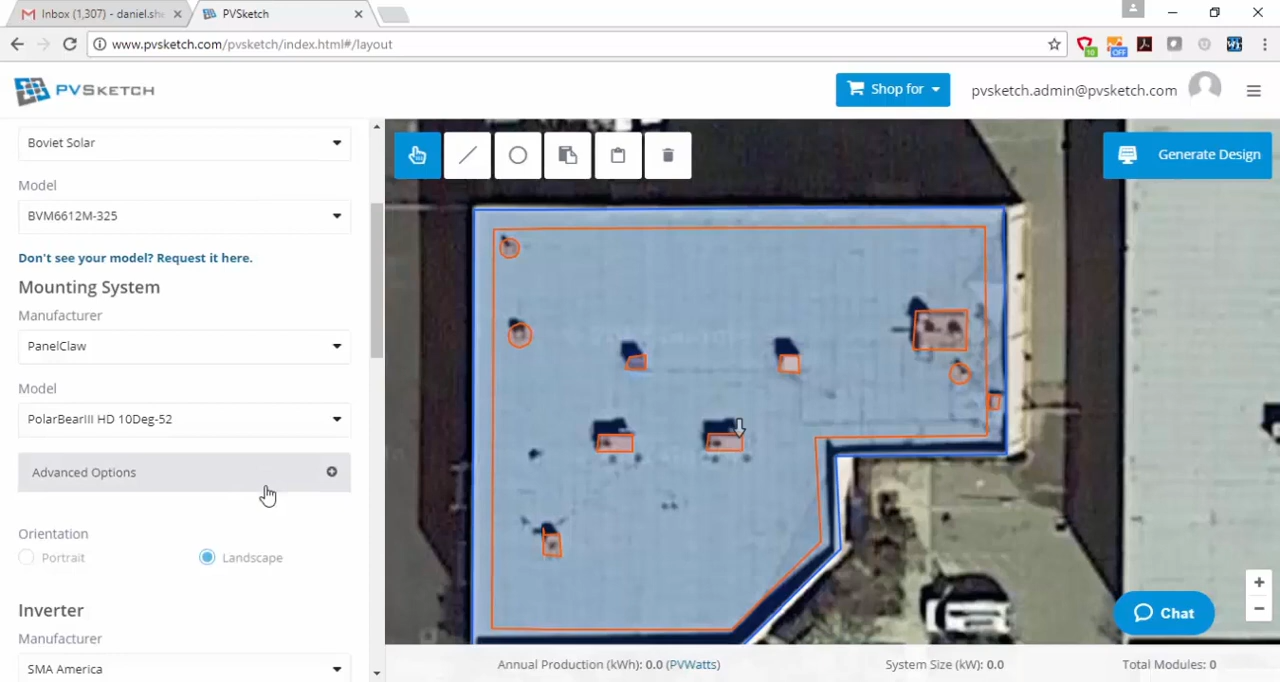 Inbox (1,307) - daniel.she
PVSketch
www.pvsketch.com/pvsketch/index.html#/layout
10
OFF
PVSKETCH
Shop for
pvsketch.admin@pvsketch.com
Boviet Solar
Model
BVM6612M-325
Don't see your model? Request it here.
Mounting System
Manufacturer
PanelClaw
Model
PolarBearIII HD 10Deg-52
Advanced Options
Orientation
Portrait
Landscape
Inverter
Manufacturer
SMA America
Generate Design
+
−
Chat
Annual Production (kWh): 0.0 (PVWatts)
System Size (kW): 0.0
Total Modules: 0